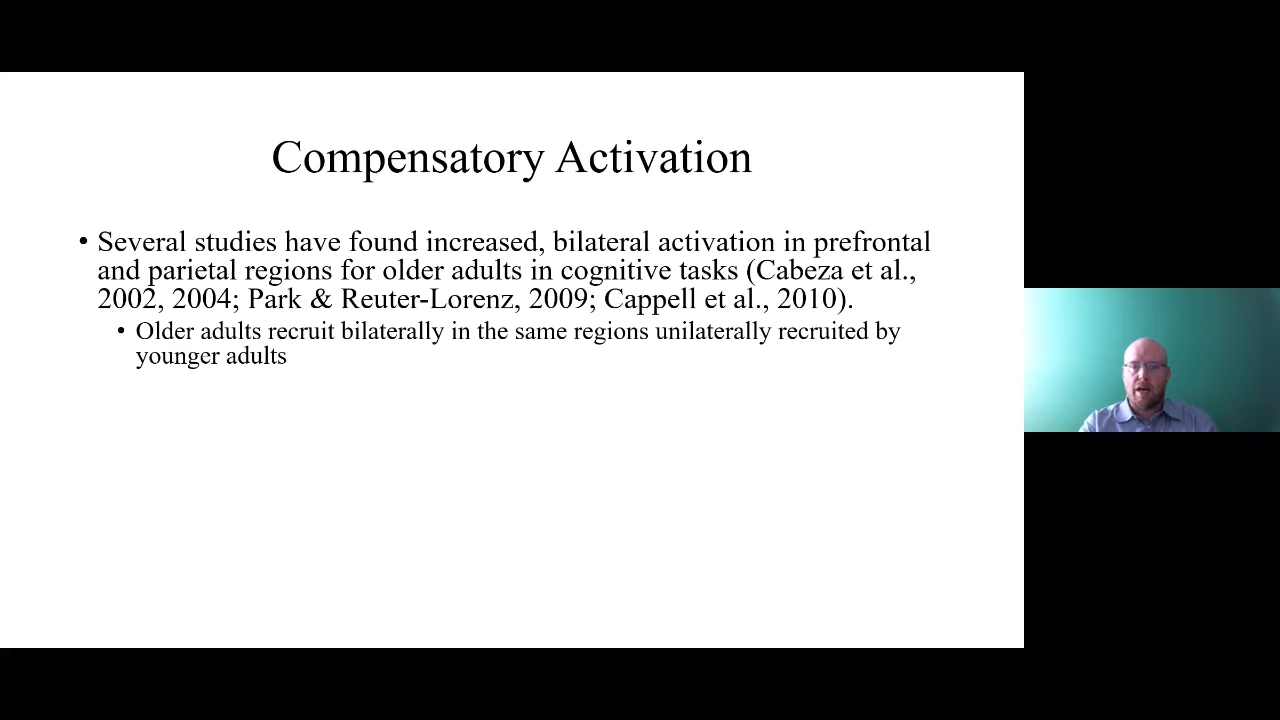 Compensatory Activation
• Several studies have found increased, bilateral activation in prefrontal
and parietal regions for older adults in cognitive tasks (Cabeza et al.,
2002, 2004; Park & Reuter-Lorenz, 2009; Cappell et al., 2010).
• Older adults recruit bilaterally in the same regions unilaterally recruited by
younger adults